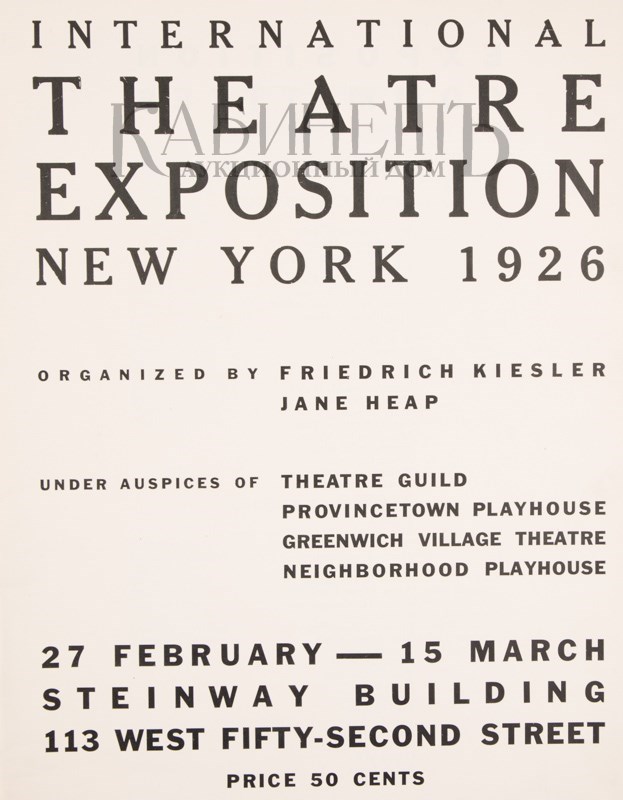 INTERNATIONAL
THEATRE
КАБИНЕТЪ
АУКЦИОННЫЙ ДОМ
EXPOSITION
NEW YORK 1926
ORGANIZED BY FRIEDRICH KIESLER
JANE HEAP
UNDER AUSPICES OF THEATRE GUILD
PROVINCETOWN PLAYHOUSE
GREENWICH VILLAGE THEATRE
NEIGHBORHOOD PLAYHOUSE
27 FEBRUARY — 15 MARCH
STEINWAY BUILDING
113 WEST FIFTY-SECOND STREET
PRICE 50 CENTS